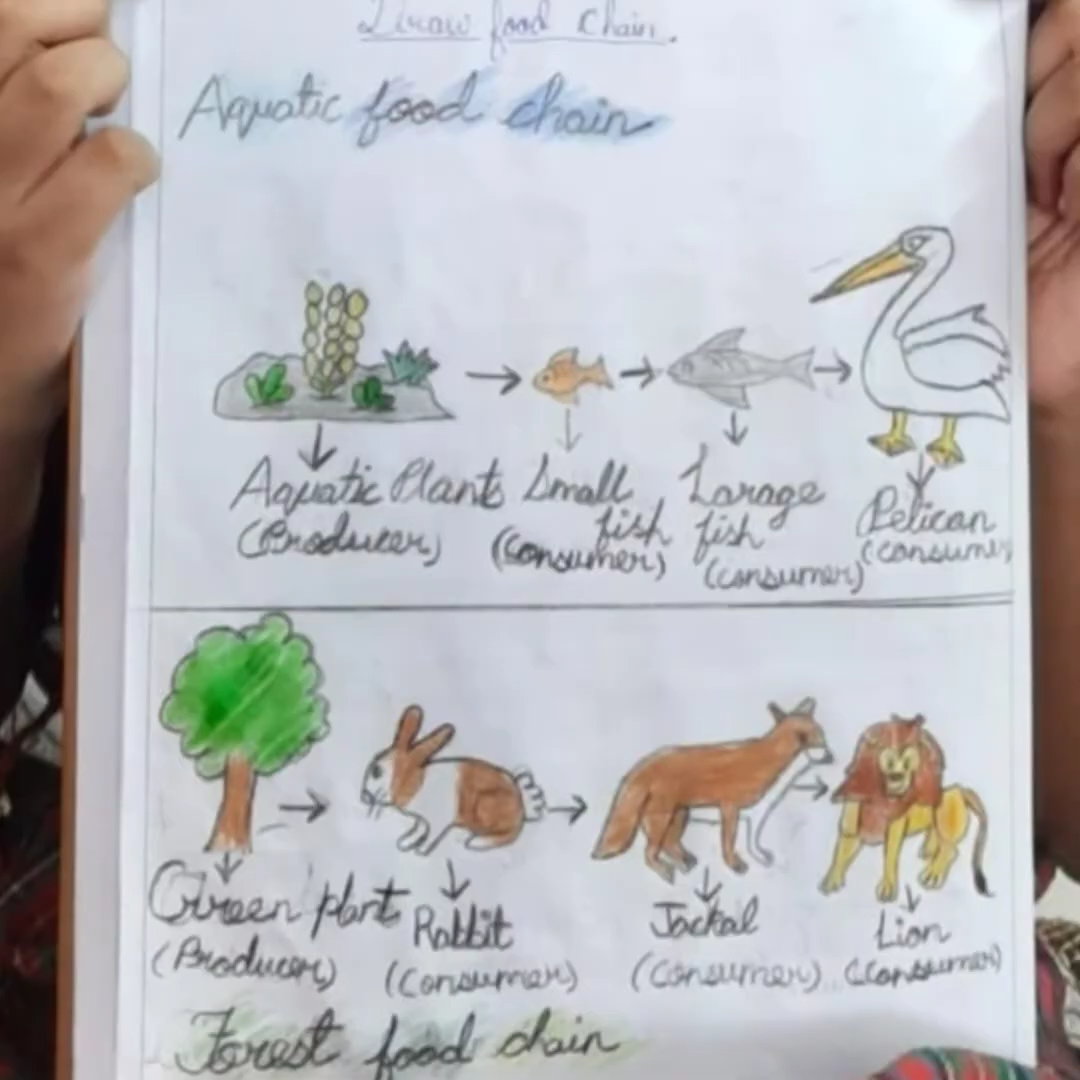 Draw food chain.
Aquatic food chain
Aquatic Plants
(Producer)
Small
fish
(Consumer)
Larage
fish
(consumer)
Pelican
(consumer
Green plant
(Producer)
Rabbit
(Consumer)
Jackal
(Consumer)
Lion
(Consumer)
Forest food chain